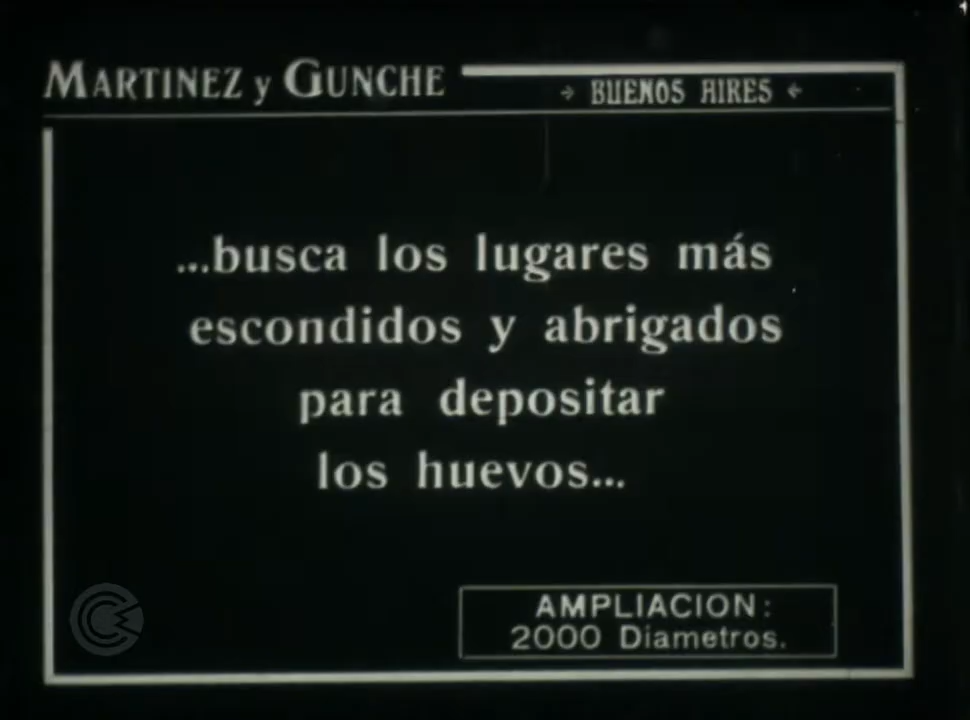 MARTINEZ y GUNCHE
→ BUENOS AIRES ←
...busca los lugares más
escondidos y abrigados
para depositar
los huevos...
AMPLIACION:
2000 Diametros.